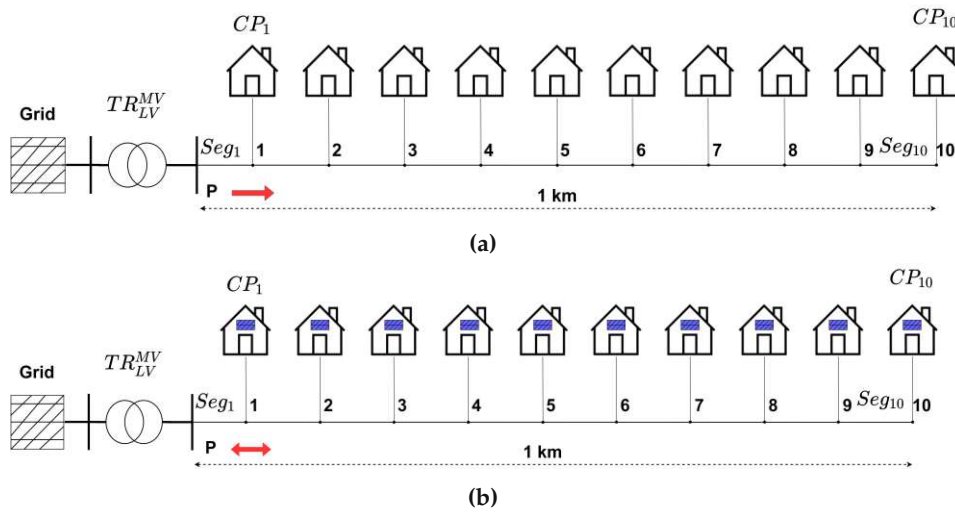 CP₁ CP₁₀
TR_LV^MV
Grid
Seg₁ 1 2 3 4 5 6 7 8 9 Seg₁₀ 10
P
1 km
(a)
CP₁ CP₁₀
TR_LV^MV
Grid
Seg₁ 1 2 3 4 5 6 7 8 9 Seg₁₀ 10
P
1 km
(b)